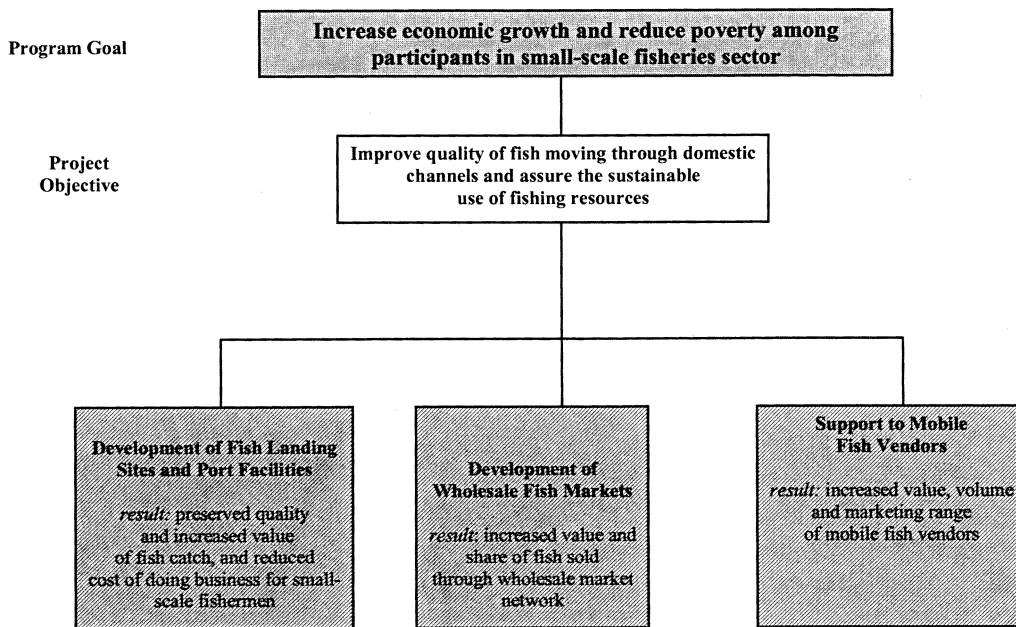 Program Goal
Increase economic growth and reduce poverty among
participants in small-scale fisheries sector
Project
Objective
Improve quality of fish moving through domestic
channels and assure the sustainable
use of fishing resources
Development of Fish Landing
Sites and Port Facilities
result: preserved quality
and increased value
of fish catch, and reduced
cost of doing business for small-
scale fishermen
Development of
Wholesale Fish Markets
result: increased value and
share of fish sold
through wholesale market
network
Support to Mobile
Fish Vendors
result: increased value, volume
and marketing range
of mobile fish vendors